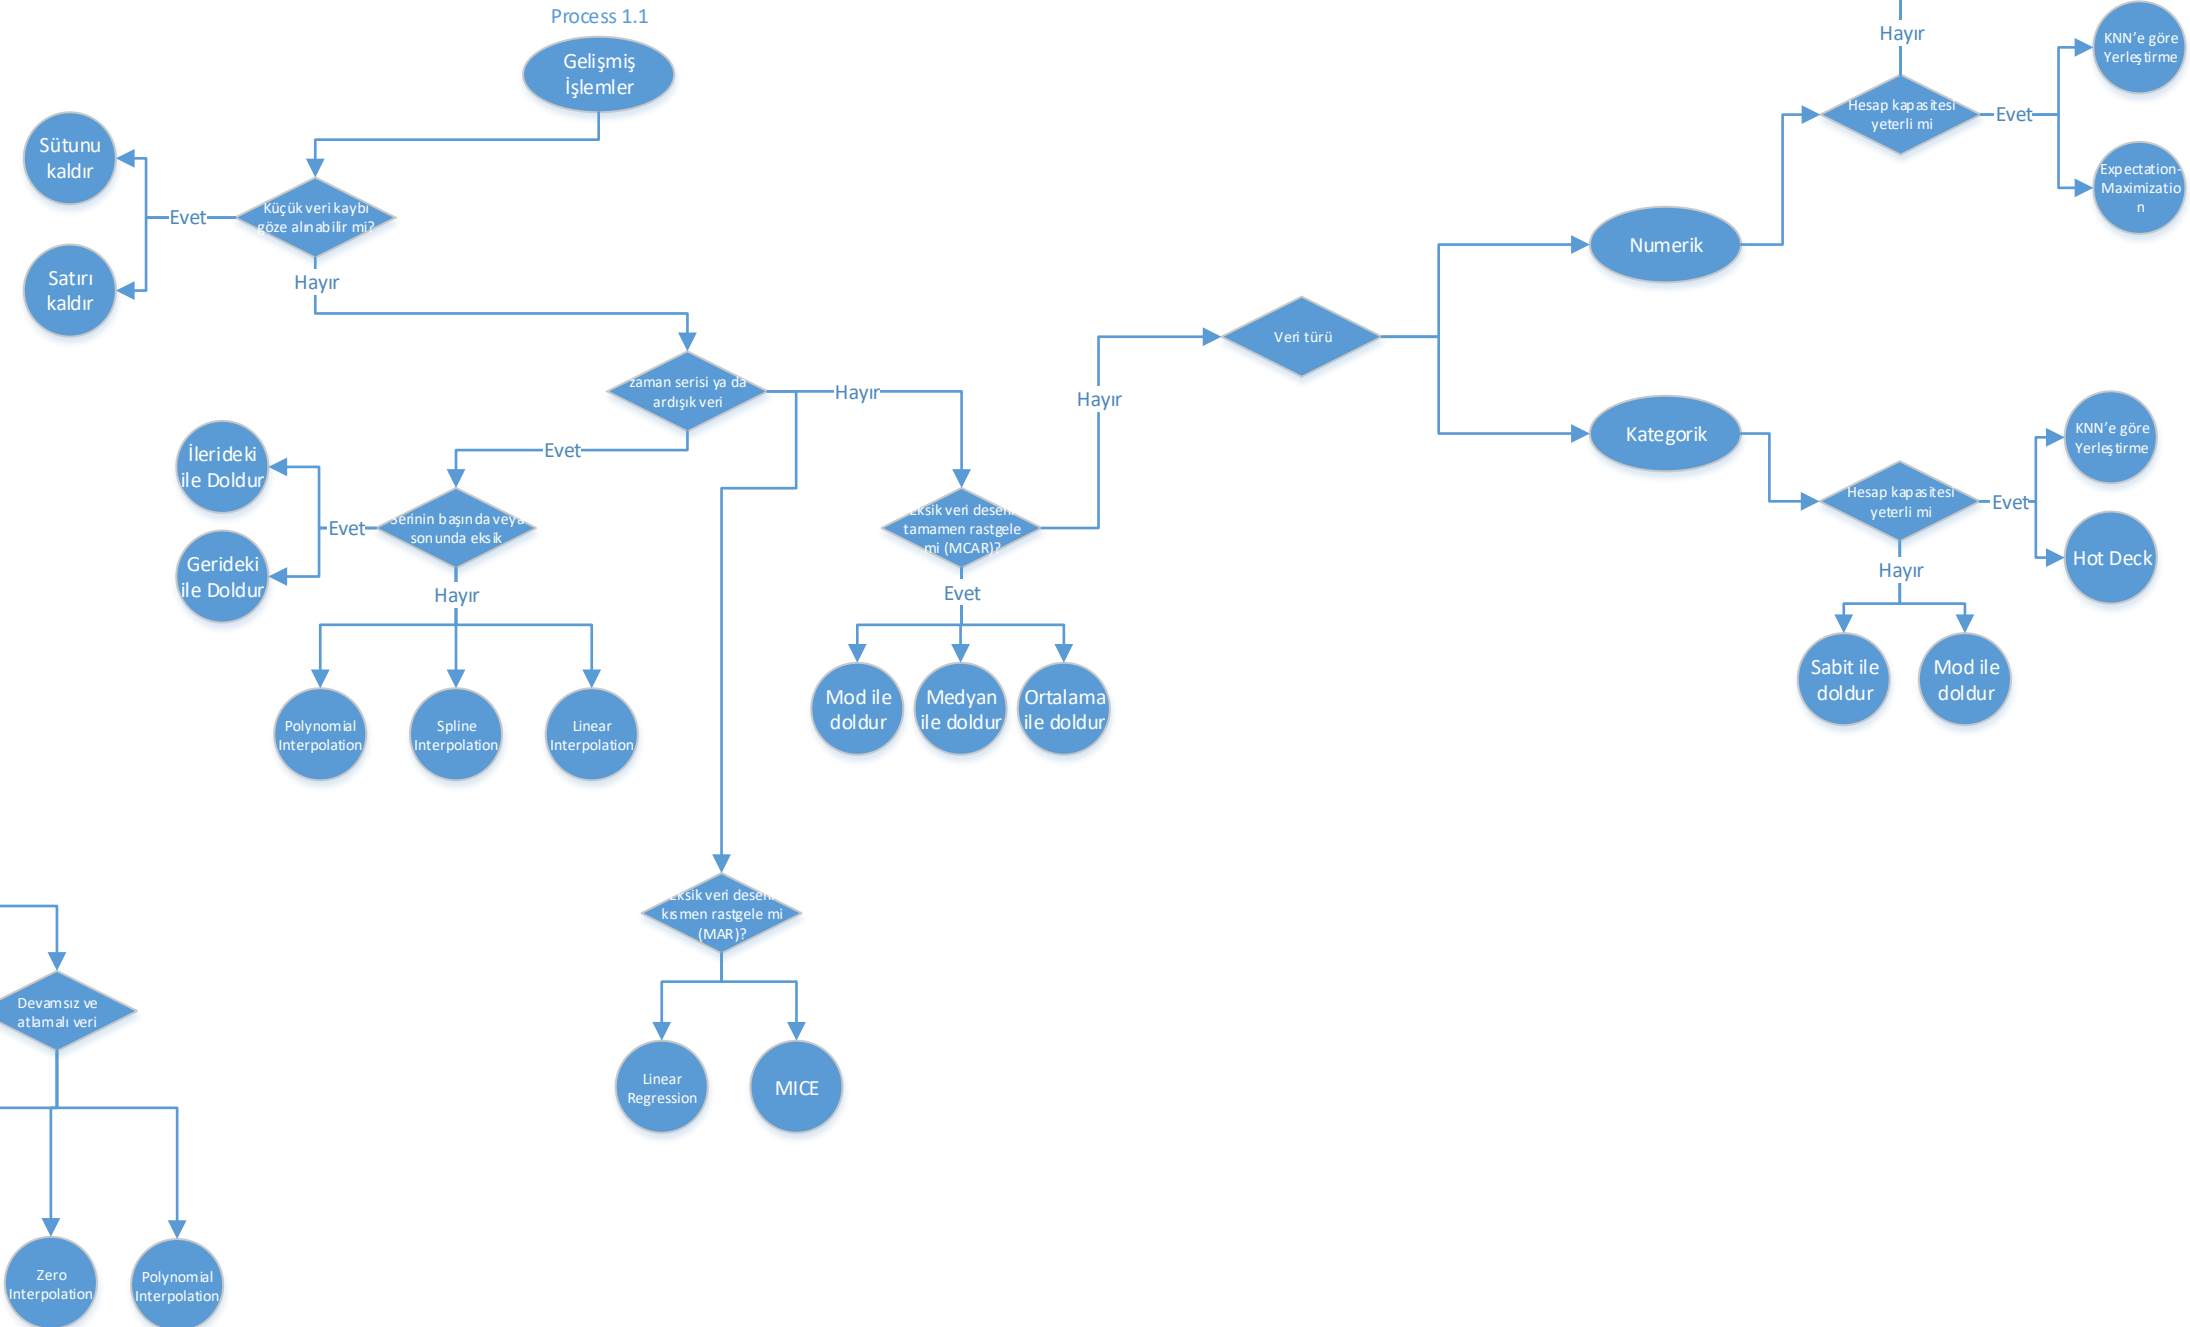 Process 1.1
Gelişmiş
İşlemler
Hayır
KNN'e göre
Yerleştirme
Hesap kapasitesi
yeterli mi
Evet
Expectation-
Maximizatio
n
Sütunu
kaldır
Küçük veri kaybı
göze alınabilir mi?
Evet
Satırı
kaldır
Hayır
Numerik
Veri türü
zaman serisi ya da
ardışık veri
Hayır
Hayır
Kategorik
KNN'e göre
Yerleştirme
Evet
İlerideki
ile Doldur
Serinin başında veya
sonunda eksik
Evet
Gerideki
ile Doldur
Eksik veri deseni
tamamen rastgele
mi (MCAR)?
Hesap kapasitesi
yeterli mi
Evet
Hot Deck
Hayır
Evet
Hayır
Sabit ile
doldur
Mod ile
doldur
Polynomial
Interpolation
Spline
Interpolation
Linear
Interpolation
Mod ile
doldur
Medyan
ile doldur
Ortalama
ile doldur
Eksik veri deseni
kısmen rastgele mi
(MAR)?
Devamsız ve
atlamalı veri
Linear
Regression
MICE
Zero
Interpolation
Polynomial
Interpolation